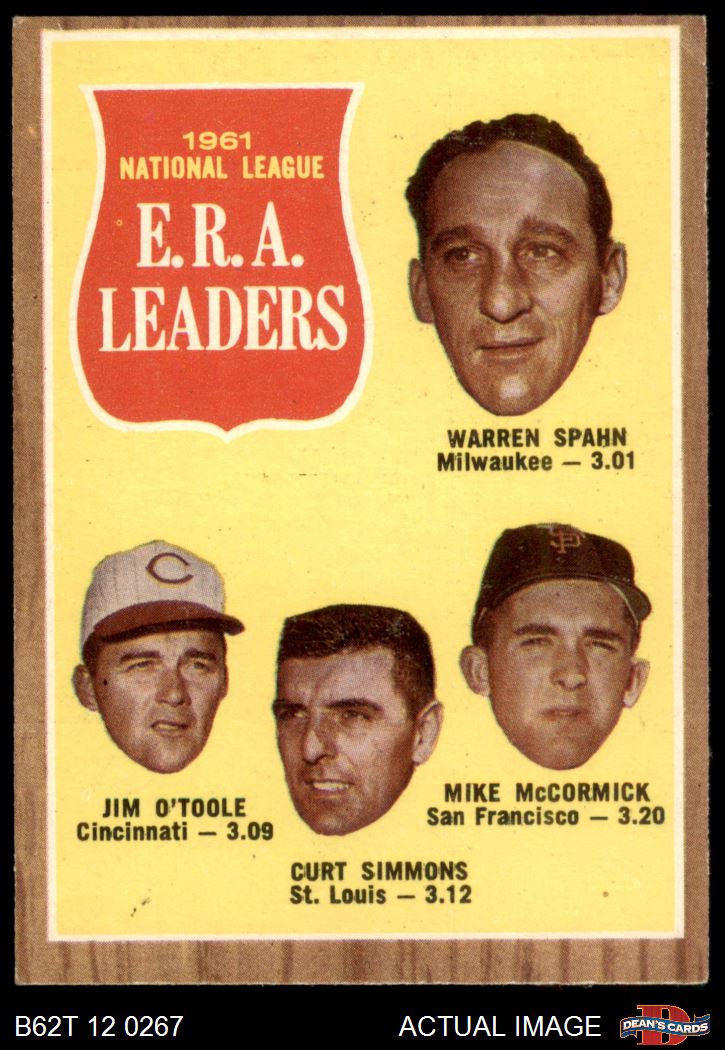 1961
NATIONAL LEAGUE
E.R.A.
LEADERS
WARREN SPAHN
Milwaukee — 3.01
JIM O'TOOLE
Cincinnati — 3.09
CURT SIMMONS
St. Louis — 3.12
MIKE McCORMICK
San Francisco — 3.20
C
SF
B62T 12 0267
ACTUAL IMAGE
D
DEAN'S CARDS